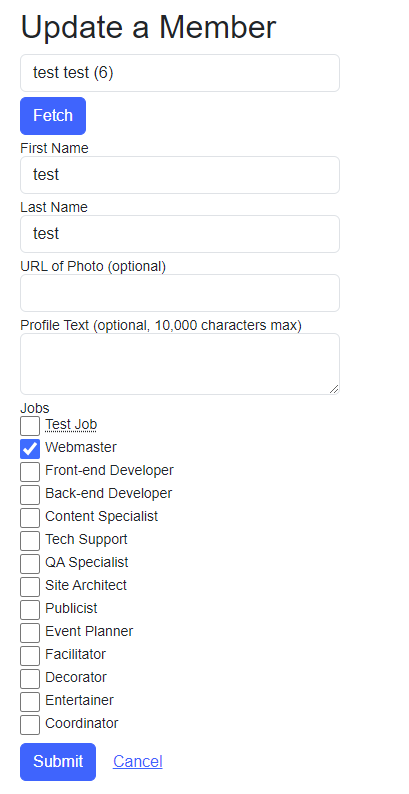 Update a Member
test test (6)
Fetch
First Name
test
Last Name
test
URL of Photo (optional)
Profile Text (optional, 10,000 characters max)
Jobs
Test Job
Webmaster
Front-end Developer
Back-end Developer
Content Specialist
Tech Support
QA Specialist
Site Architect
Publicist
Event Planner
Facilitator
Decorator
Entertainer
Coordinator
Submit Cancel